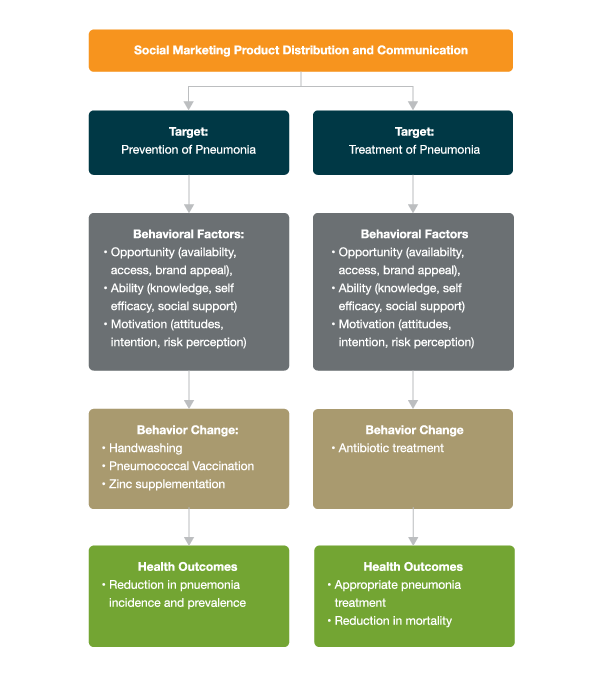 Social Marketing Product Distribution and Communication
Target:
Prevention of Pneumonia
Target:
Treatment of Pneumonia
Behavioral Factors:
• Opportunity (availabilty,
access, brand appeal),
• Ability (knowledge, self
efficacy, social support)
• Motivation (attitudes,
intention, risk perception)
Behavioral Factors
• Opportunity (availabilty,
access, brand appeal),
• Ability (knowledge, self
efficacy, social support)
• Motivation (attitudes,
intention, risk perception)
Behavior Change:
• Handwashing
• Pneumococcal Vaccination
• Zinc supplementation
Behavior Change
• Antibiotic treatment
Health Outcomes
• Reduction in pnuemonia
incidence and prevalence
Health Outcomes
• Appropriate pneumonia
treatment
• Reduction in mortality